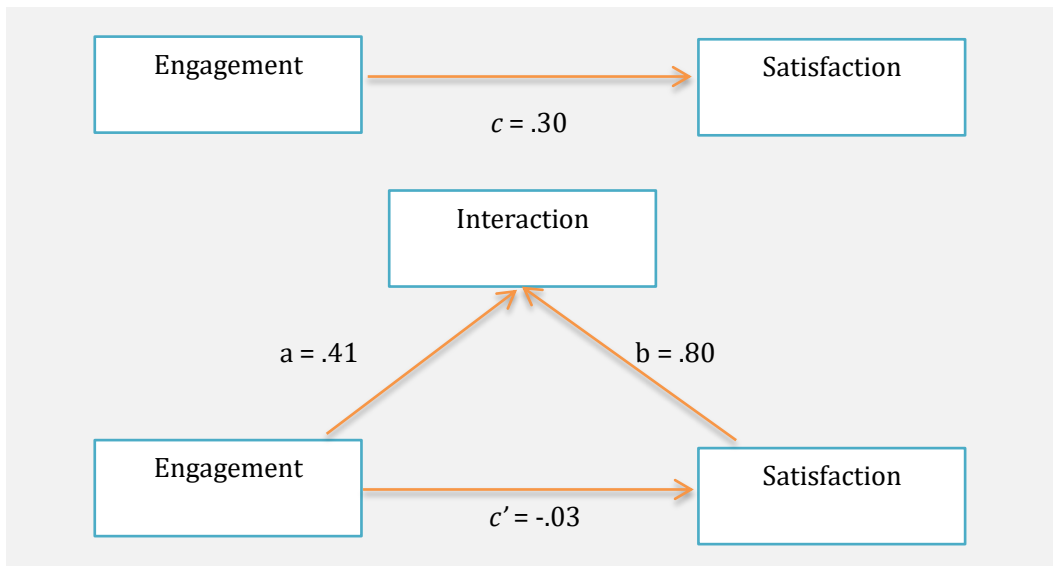 Engagement
Satisfaction
c = .30
Interaction
a = .41
b = .80
Engagement
Satisfaction
c’ = -.03